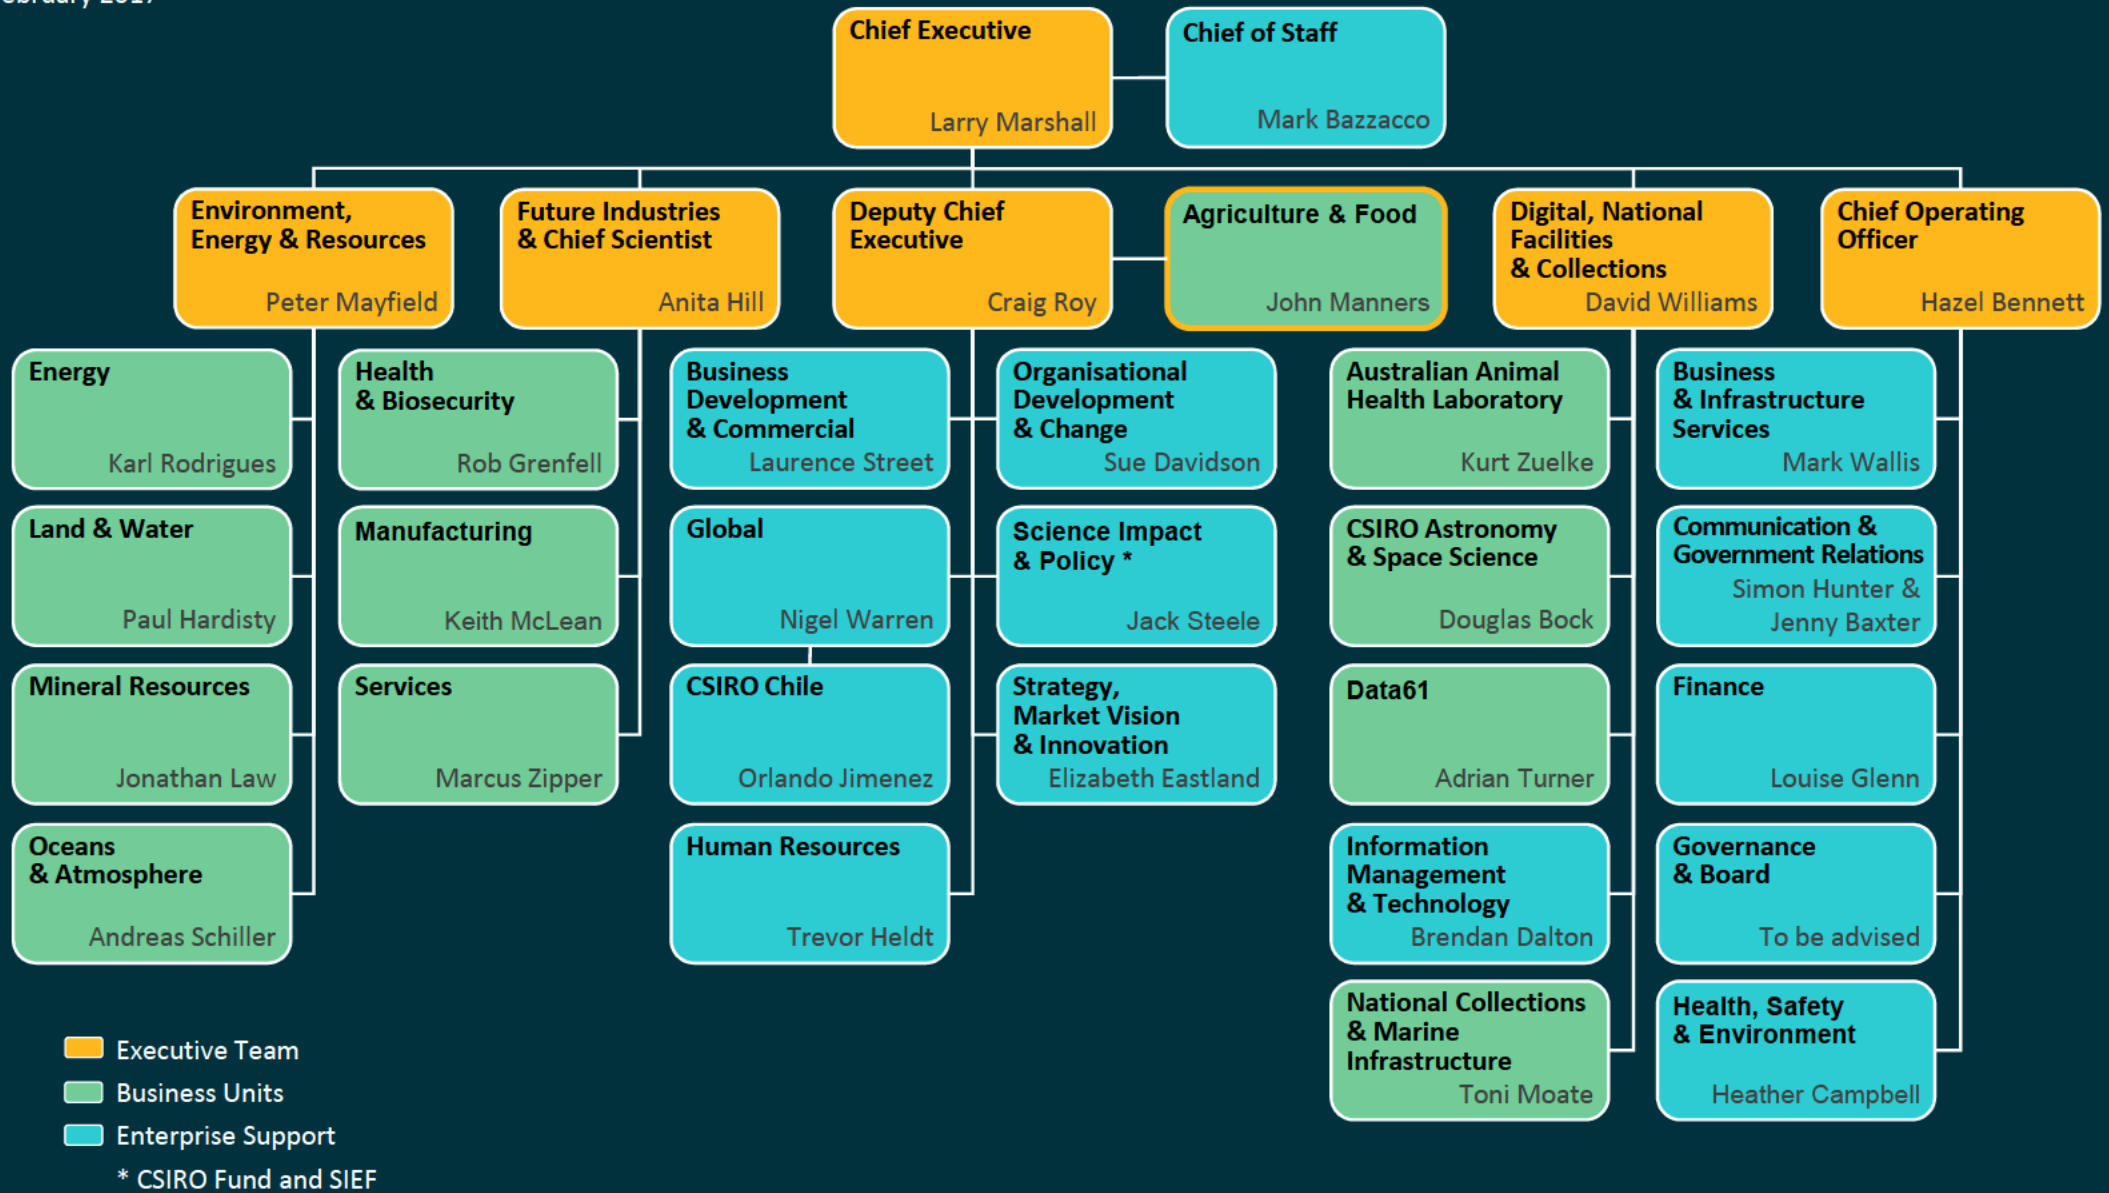 Chief Executive
Larry Marshall
Chief of Staff
Mark Bazzacco
Environment,
Energy & Resources
Peter Mayfield
Future Industries
& Chief Scientist
Anita Hill
Deputy Chief
Executive
Craig Roy
Agriculture & Food
John Manners
Digital, National
Facilities
& Collections
David Williams
Chief Operating
Officer
Hazel Bennett
Energy
Karl Rodrigues
Land & Water
Paul Hardisty
Mineral Resources
Jonathan Law
Oceans
& Atmosphere
Andreas Schiller
Health
& Biosecurity
Rob Grenfell
Manufacturing
Keith McLean
Services
Marcus Zipper
Business
Development
& Commercial
Laurence Street
Global
Nigel Warren
CSIRO Chile
Orlando Jimenez
Human Resources
Trevor Heldt
Organisational
Development
& Change
Sue Davidson
Science Impact
& Policy *
Jack Steele
Strategy,
Market Vision
& Innovation
Elizabeth Eastland
Australian Animal
Health Laboratory
Kurt Zuelke
CSIRO Astronomy
& Space Science
Douglas Bock
Data61
Adrian Turner
Information
Management
& Technology
Brendan Dalton
National Collections
& Marine
Infrastructure
Toni Moate
Business
& Infrastructure
Services
Mark Wallis
Communication &
Government Relations
Simon Hunter &
Jenny Baxter
Finance
Louise Glenn
Governance
& Board
To be advised
Health, Safety
& Environment
Heather Campbell
Executive Team
Business Units
Enterprise Support
* CSIRO Fund and SIEF